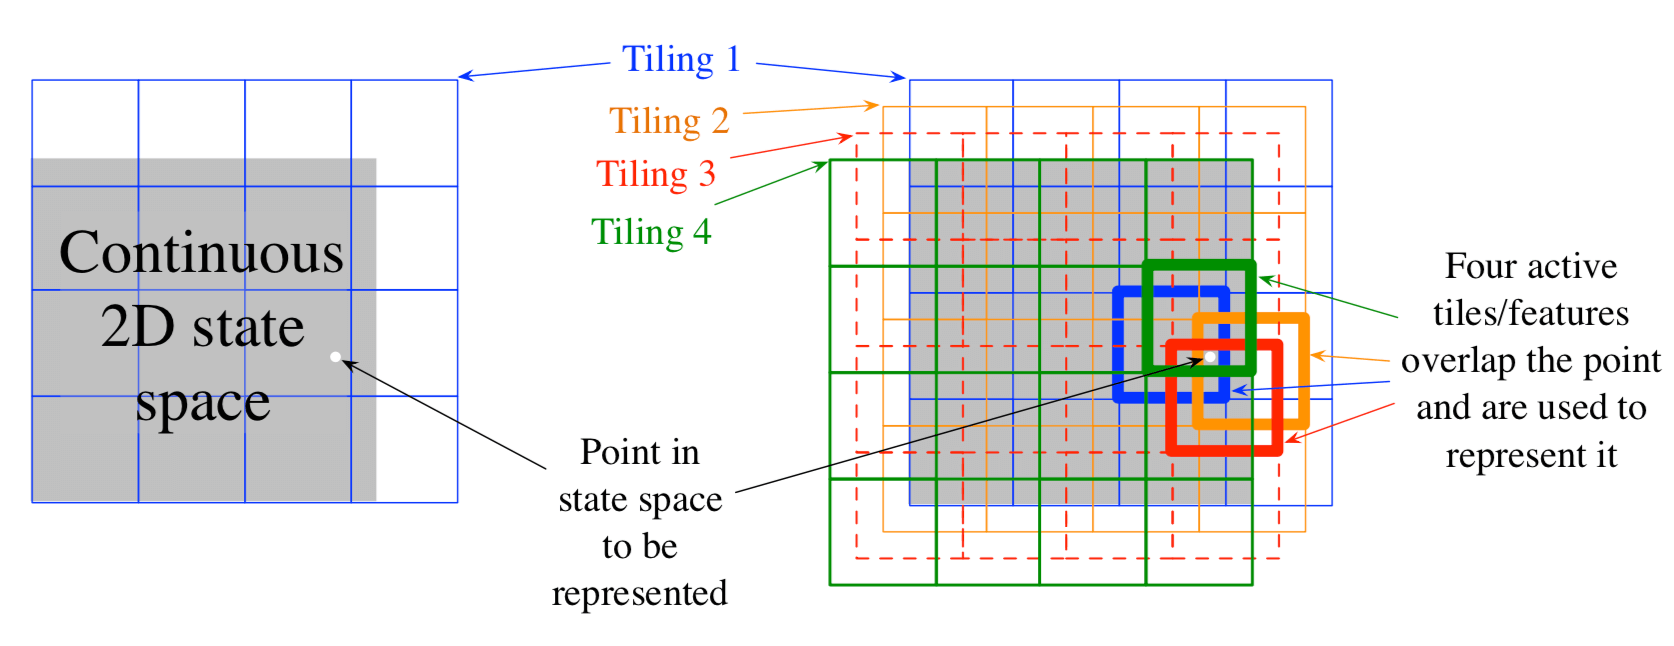 Continuous
2D state
space
Tiling 1
Tiling 2
Tiling 3
Tiling 4
Point in
state space
to be
represented
Four active
tiles/features
overlap the point
and are used to
represent it